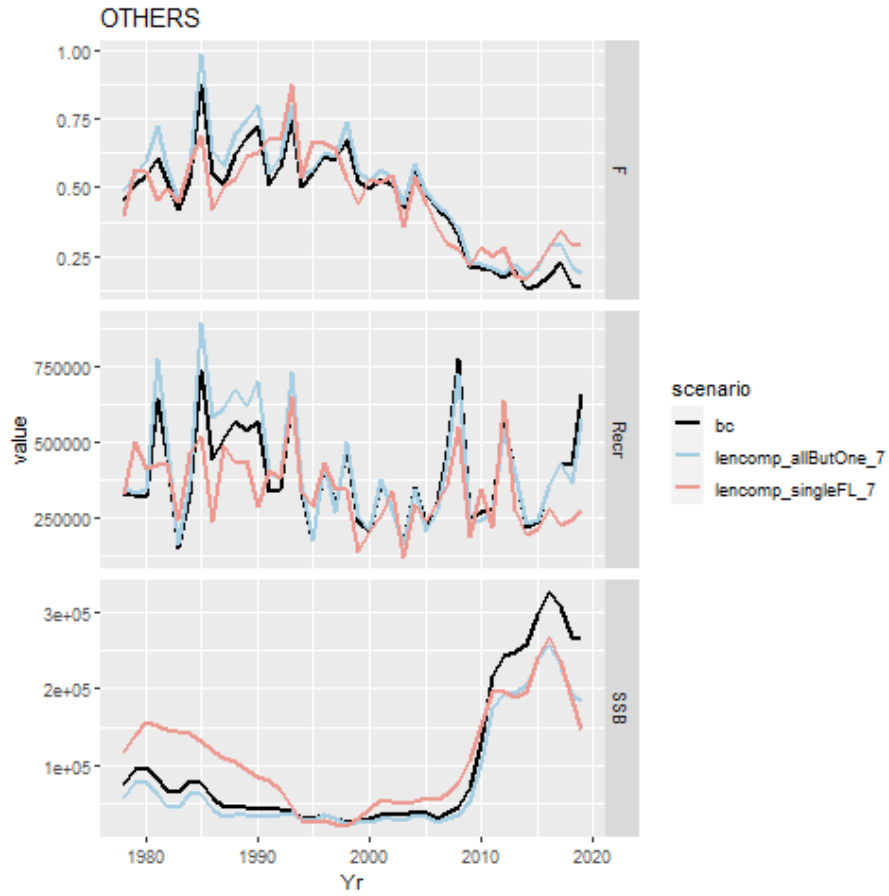 OTHERS
1.00
0.75
0.50
0.25
F
750000
500000
250000
Recr
3e+05
2e+05
1e+05
SSB
value
1980
1990
2000
2010
2020
Yr
scenario
bc
lencomp_allButOne_7
lencomp_singleFL_7